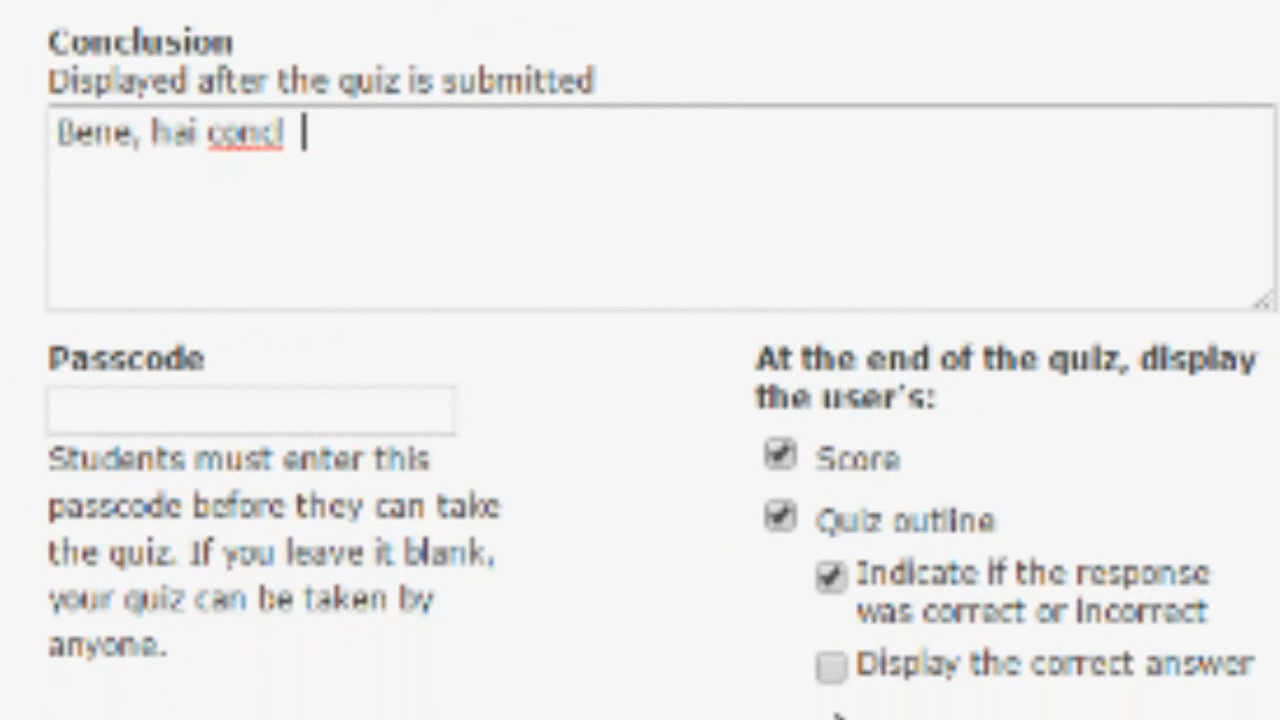 Conclusion
Displayed after the quiz is submitted
Bene, hai concl
Passcode
Students must enter this
passcode before they can take
the quiz. If you leave it blank,
your quiz can be taken by
anyone.
At the end of the quiz, display
the user's:
Score
Quiz outline
Indicate if the response
was correct or incorrect
Display the correct answer